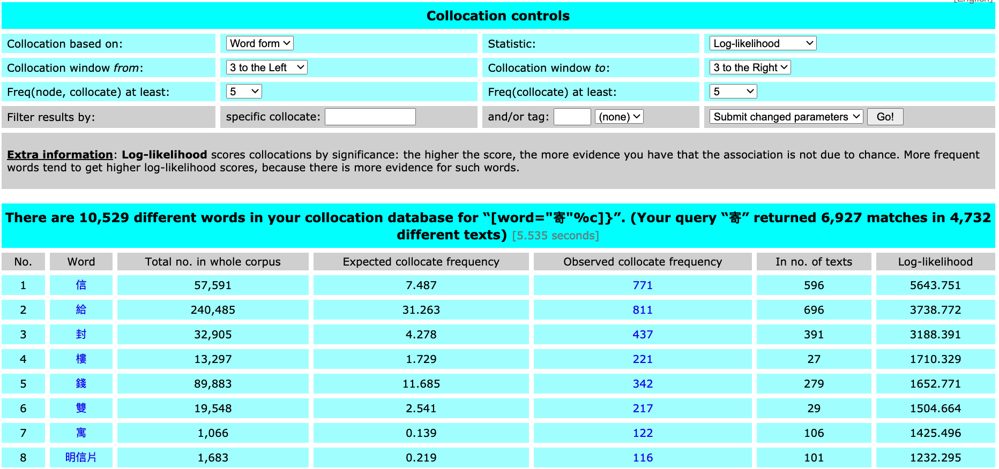 [English]
Collocation controls
Collocation based on: Word form Statistic: Log-likelihood
Collocation window from: 3 to the Left Collocation window to: 3 to the Right
Freq(node, collocate) at least: 5 Freq(collocate) at least: 5
Filter results by: specific collocate: and/or tag: (none) Submit changed parameters Go!
Extra information: Log-likelihood scores collocations by significance: the higher the score, the more evidence you have that the association is not due to chance. More frequent
words tend to get higher log-likelihood scores, because there is more evidence for such words.
There are 10,529 different words in your collocation database for “[word="寄"%c]}”. (Your query “寄” returned 6,927 matches in 4,732
different texts) [5.535 seconds]
No. Word Total no. in whole corpus Expected collocate frequency Observed collocate frequency In no. of texts Log-likelihood
1 信 57,591 7.487 771 596 5643.751
2 給 240,485 31.263 811 696 3738.772
3 封 32,905 4.278 437 391 3188.391
4 樓 13,297 1.729 221 27 1710.329
5 錢 89,883 11.685 342 279 1652.771
6 雙 19,548 2.541 217 29 1504.664
7 寓 1,066 0.139 122 106 1425.496
8 明信片 1,683 0.219 116 101 1232.295